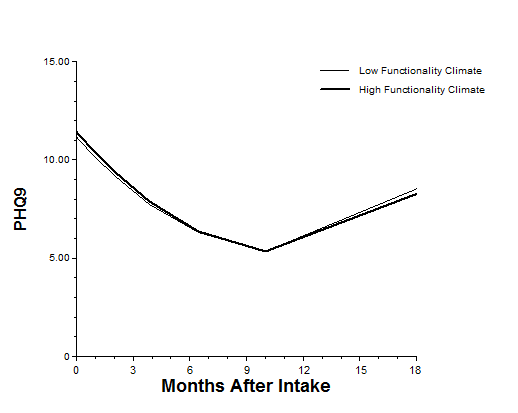 15.00
Low Functionality Climate
High Functionality Climate
10.00
PHQ9
5.00
0
0 3 6 9 12 15 18
Months After Intake